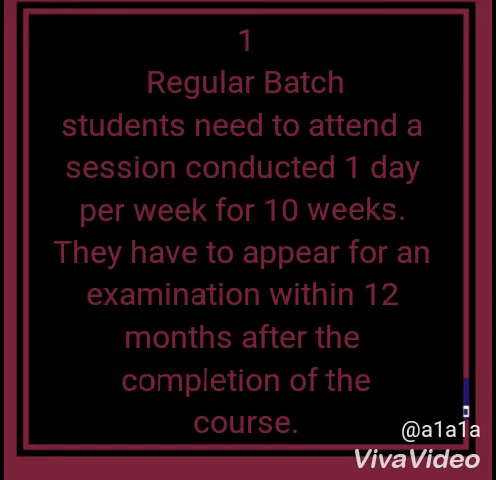 1
Regular Batch
students need to attend a
session conducted 1 day
per week for 10 weeks.
They have to appear for an
examination within 12
months after the
completion of the
course.
@a1a1a
VivaVideo